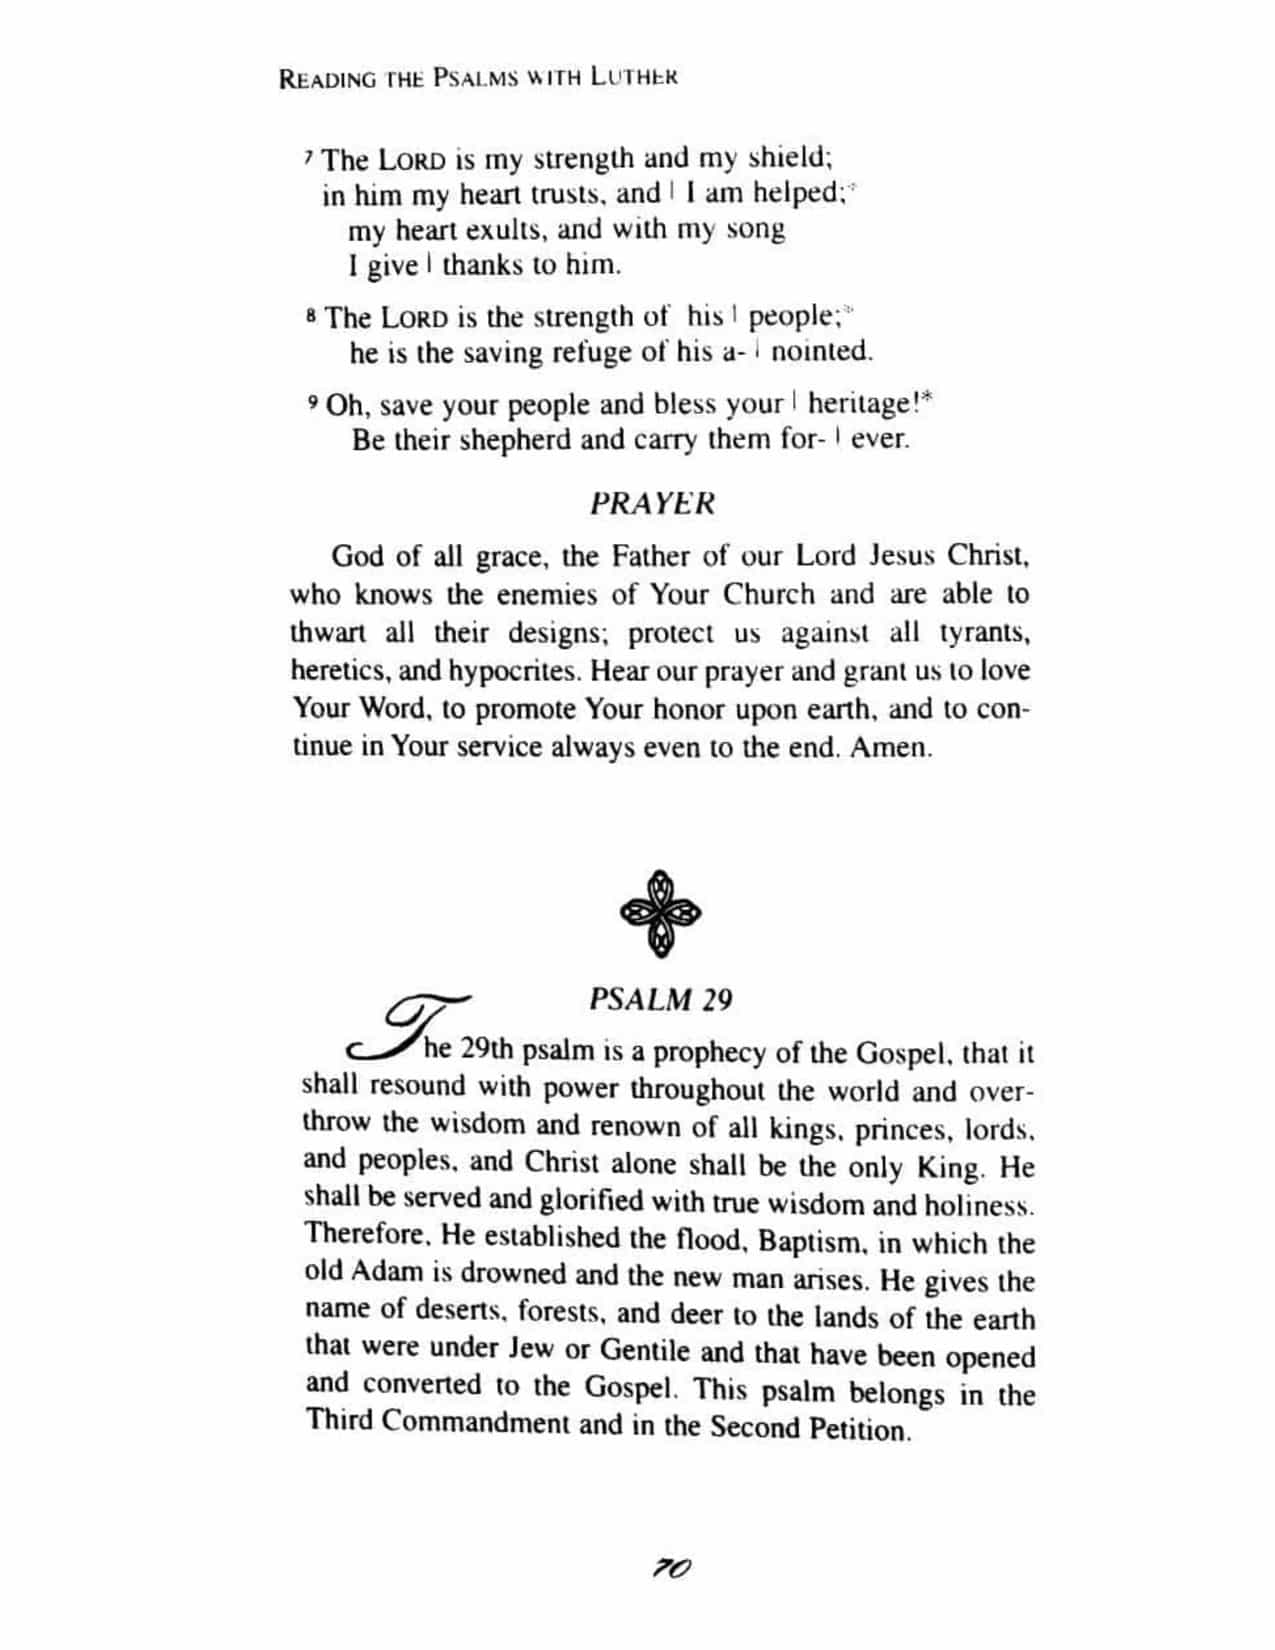 READING THE PSALMS WITH LUTHER
7 The LORD is my strength and my shield;
in him my heart trusts, and | I am helped;*
my heart exults, and with my song
I give | thanks to him.
8 The LORD is the strength of his | people;*
he is the saving refuge of his a- | nointed.
9 Oh, save your people and bless your | heritage!*
Be their shepherd and carry them for- | ever.
PRAYER
God of all grace, the Father of our Lord Jesus Christ,
who knows the enemies of Your Church and are able to
thwart all their designs; protect us against all tyrants,
heretics, and hypocrites. Hear our prayer and grant us to love
Your Word, to promote Your honor upon earth, and to con-
tinue in Your service always even to the end. Amen.
PSALM 29
The 29th psalm is a prophecy of the Gospel, that it
shall resound with power throughout the world and over-
throw the wisdom and renown of all kings, princes, lords,
and peoples, and Christ alone shall be the only King. He
shall be served and glorified with true wisdom and holiness.
Therefore, He established the flood, Baptism, in which the
old Adam is drowned and the new man arises. He gives the
name of deserts, forests, and deer to the lands of the earth
that were under Jew or Gentile and that have been opened
and converted to the Gospel. This psalm belongs in the
Third Commandment and in the Second Petition.
70